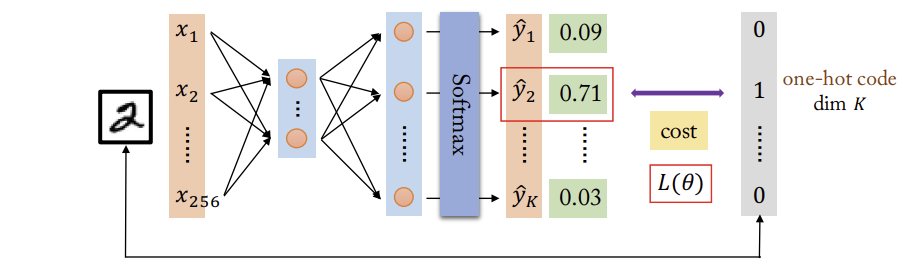 x₁
x₂
......
x₂₅₆
2
...
......
Softmax
ŷ₁ 0.09
ŷ₂ 0.71
...... ......
ŷ_K 0.03
cost
L(θ)
0
1
......
0
one-hot code
dim K